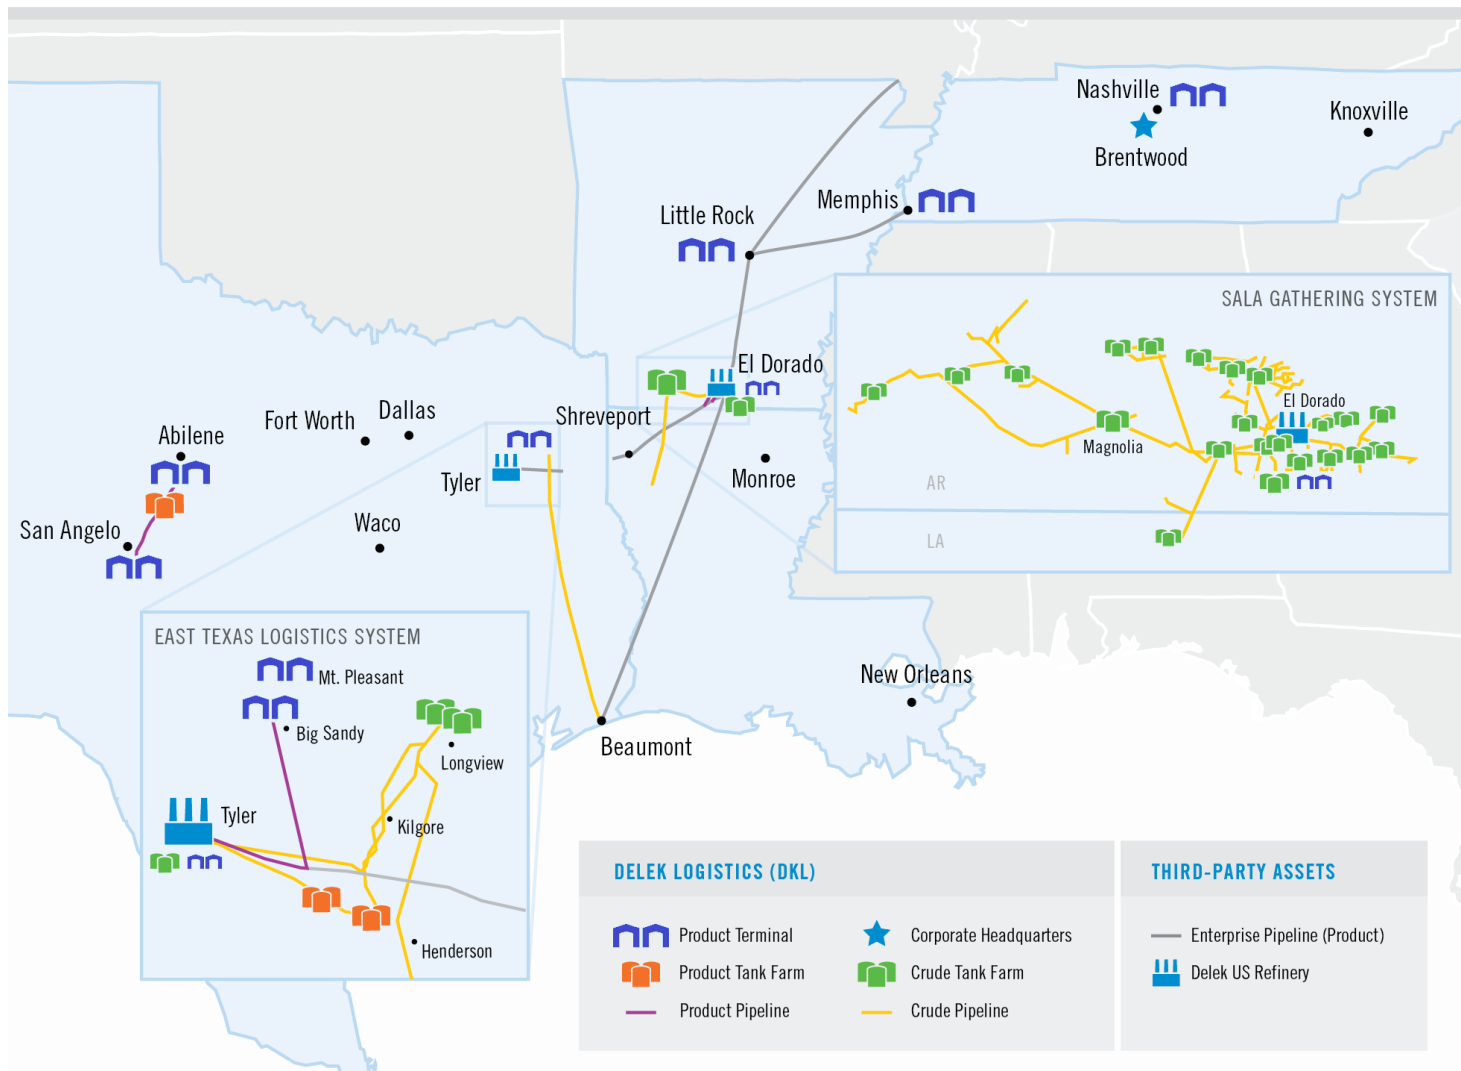 Nashville
Knoxville
Brentwood
Memphis
Little Rock
SALA GATHERING SYSTEM
El Dorado
El Dorado
Magnolia
AR
LA
Shreveport
Monroe
Fort Worth
Dallas
Abilene
Tyler
Waco
San Angelo
EAST TEXAS LOGISTICS SYSTEM
Mt. Pleasant
Big Sandy
Longview
Tyler
Kilgore
Henderson
New Orleans
Beaumont
DELEK LOGISTICS (DKL)
Product Terminal
Corporate Headquarters
Product Tank Farm
Crude Tank Farm
Product Pipeline
Crude Pipeline
THIRD-PARTY ASSETS
Enterprise Pipeline (Product)
Delek US Refinery